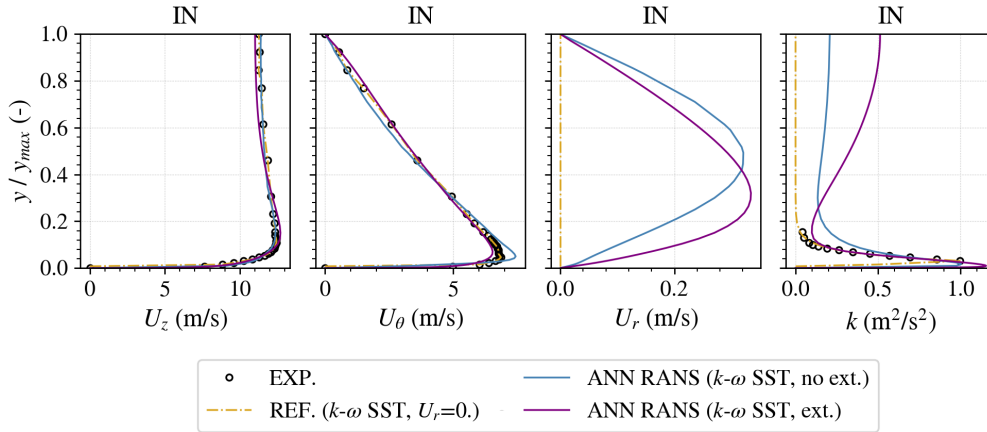 IN IN IN IN
y / y_max (-)
1.0
0.8
0.6
0.4
0.2
0.0
0 10 0 5 0.0 0.2 0.0 0.5 1.0
U_z (m/s) U_θ (m/s) U_r (m/s) k (m²/s²)
EXP. ANN RANS (k-ω SST, no ext.)
REF. (k-ω SST, U_r=0.) ANN RANS (k-ω SST, ext.)